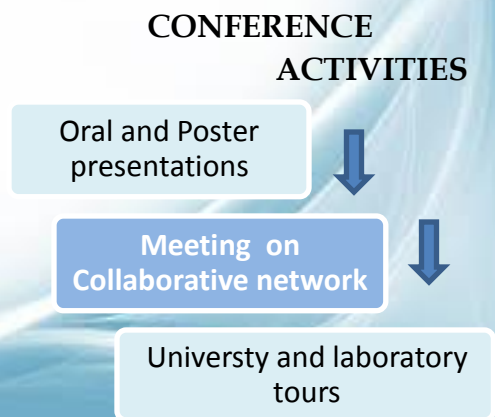 CONFERENCE
ACTIVITIES
Oral and Poster
presentations
Meeting on
Collaborative network
Universty and laboratory
tours